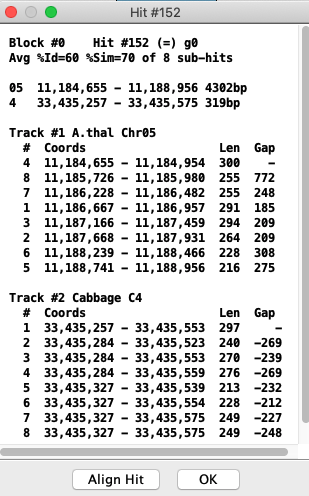 Hit #152
Block #0    Hit #152 (=) g0
Avg %Id=60 %Sim=70 of 8 sub-hits
05  11,184,655 – 11,188,956 4302bp
4   33,435,257 – 33,435,575 319bp
Track #1 A.thal Chr05
#  Coords                   Len  Gap
4  11,184,655 – 11,184,954  300    –
8  11,185,726 – 11,185,980  255  772
7  11,186,228 – 11,186,482  255  248
1  11,186,667 – 11,186,957  291  185
3  11,187,166 – 11,187,459  294  209
2  11,187,668 – 11,187,931  264  209
6  11,188,239 – 11,188,466  228  308
5  11,188,741 – 11,188,956  216  275
Track #2 Cabbage C4
#  Coords                   Len  Gap
1  33,435,257 – 33,435,553  297    –
2  33,435,284 – 33,435,523  240 –269
3  33,435,284 – 33,435,553  270 –239
4  33,435,284 – 33,435,559  276 –269
5  33,435,327 – 33,435,539  213 –232
6  33,435,327 – 33,435,554  228 –212
7  33,435,327 – 33,435,575  249 –227
8  33,435,327 – 33,435,575  249 –248
Align Hit    OK